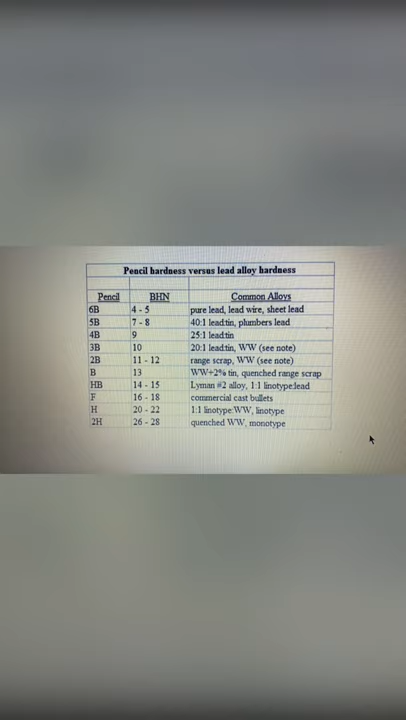 Pencil hardness versus lead alloy hardness
Pencil BHN Common Alloys
6B 4 - 5 pure lead, lead wire, sheet lead
5B 7 - 8 40:1 lead:tin, plumbers lead
4B 9 25:1 lead:tin
3B 10 20:1 lead:tin, WW (see note)
2B 11 - 12 range scrap, WW (see note)
B 13 WW+2% tin, quenched range scrap
HB 14 - 15 Lyman #2 alloy, 1:1 linotype:lead
F 16 - 18 commercial cast bullets
H 20 - 22 1:1 linotype:WW, linotype
2H 26 - 28 quenched WW, monotype